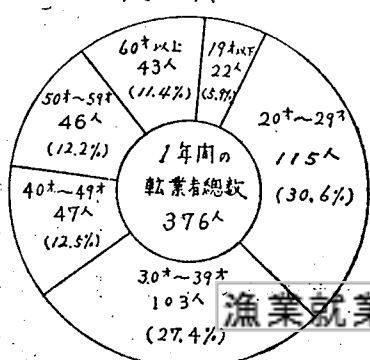 60才以上
43人
(11.4%)
19才以下
22人
(5.9%)
20才～29才
115人
(30.6%)
30才～39才
103人
(27.4%)
40才～49才
47人
(12.5%)
50才～59才
46人
(12.2%)
1年間の
転業者總数
376人
漁業就業